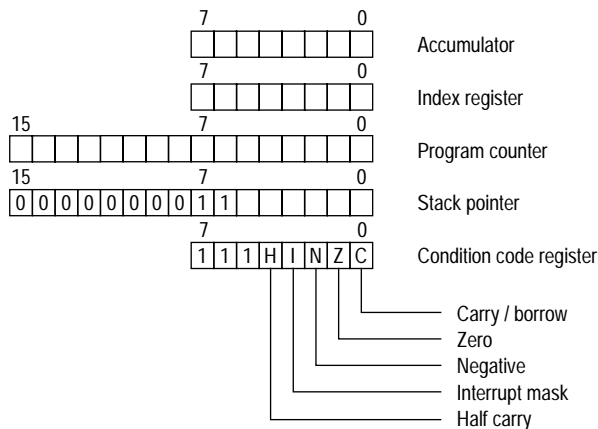 7 0
Accumulator
7 0
Index register
15 7 0
Program counter
15 7 0
0 0 0 0 0 0 0 0 1 1 Stack pointer
7 0
1 1 1 H I N Z C Condition code register
Carry / borrow
Zero
Negative
Interrupt mask
Half carry